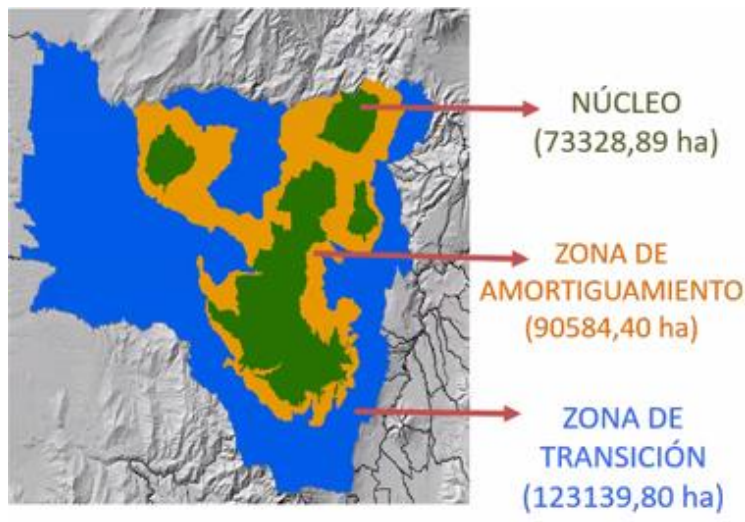 NÚCLEO
(73328,89 ha)
ZONA DE
AMORTIGUAMIENTO
(90584,40 ha)
ZONA DE
TRANSICIÓN
(123139,80 ha)